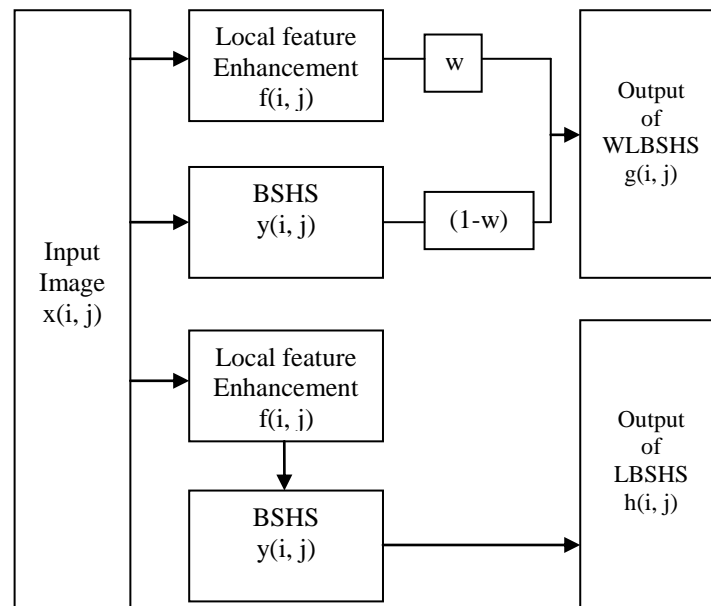 Input
Image
x(i, j)
Local feature
Enhancement
f(i, j)
w
BSHS
y(i, j)
(1-w)
Output
of
WLBSHS
g(i, j)
Local feature
Enhancement
f(i, j)
BSHS
y(i, j)
Output
of
LBSHS
h(i, j)